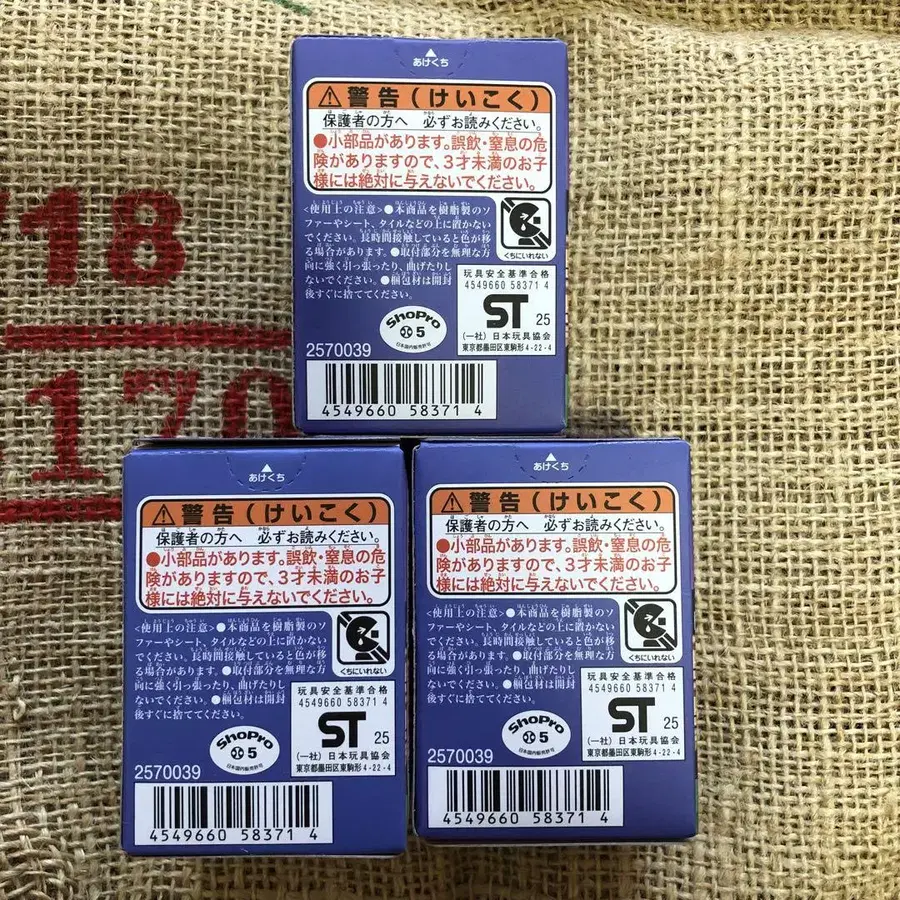 18
170
あけくち
警告(けいこく)
保護者の方へ 必ずお読みください。
●小部品があります。誤飲・窒息の危
険がありますので、3才未満のお子
様には絶対に与えないでください。
<使用上の注意>●本商品を樹脂製のソ
ファーやシート、タイルなどの上に置かない
でください。長時間接触していると色が移
る場合があります。●取付部分を無理な方
向に強く引っ張ったり、曲げたりし
ないでください。●梱包材は開封
後すぐに捨ててください。
くちにいれない
玩具安全基準合格
4549660 58371 4
ST 25
(一社)日本玩具協会
東京都墨田区東駒形4-22-4
ShoPro
5
日本国内販売許可
2570039
4549660 58371 4
あけくち
警告(けいこく)
保護者の方へ 必ずお読みください。
●小部品があります。誤飲・窒息の危
険がありますので、3才未満のお子
様には絶対に与えないでください。
<使用上の注意>●本商品を樹脂製のソ
ファーやシート、タイルなどの上に置かない
でください。長時間接触していると色が移
る場合があります。●取付部分を無理な方
向に強く引っ張ったり、曲げたりし
ないでください。●梱包材は開封
後すぐに捨ててください。
くちにいれない
玩具安全基準合格
4549660 58371 4
ST 25
(一社)日本玩具協会
東京都墨田区東駒形4-22-4
ShoPro
5
日本国内販売許可
2570039
4549660 58371 4
あけくち
警告(けいこく)
保護者の方へ 必ずお読みください。
●小部品があります。誤飲・窒息の危
険がありますので、3才未満のお子
様には絶対に与えないでください。
<使用上の注意>●本商品を樹脂製のソ
ファーやシート、タイルなどの上に置かない
でください。長時間接触していると色が移
る場合があります。●取付部分を無理な方
向に強く引っ張ったり、曲げたりし
ないでください。●梱包材は開封
後すぐに捨ててください。
くちにいれない
玩具安全基準合格
4549660 58371 4
ST 25
(一社)日本玩具協会
東京都墨田区東駒形4-22-4
ShoPro
5
日本国内販売許可
2570039
4549660 58371 4